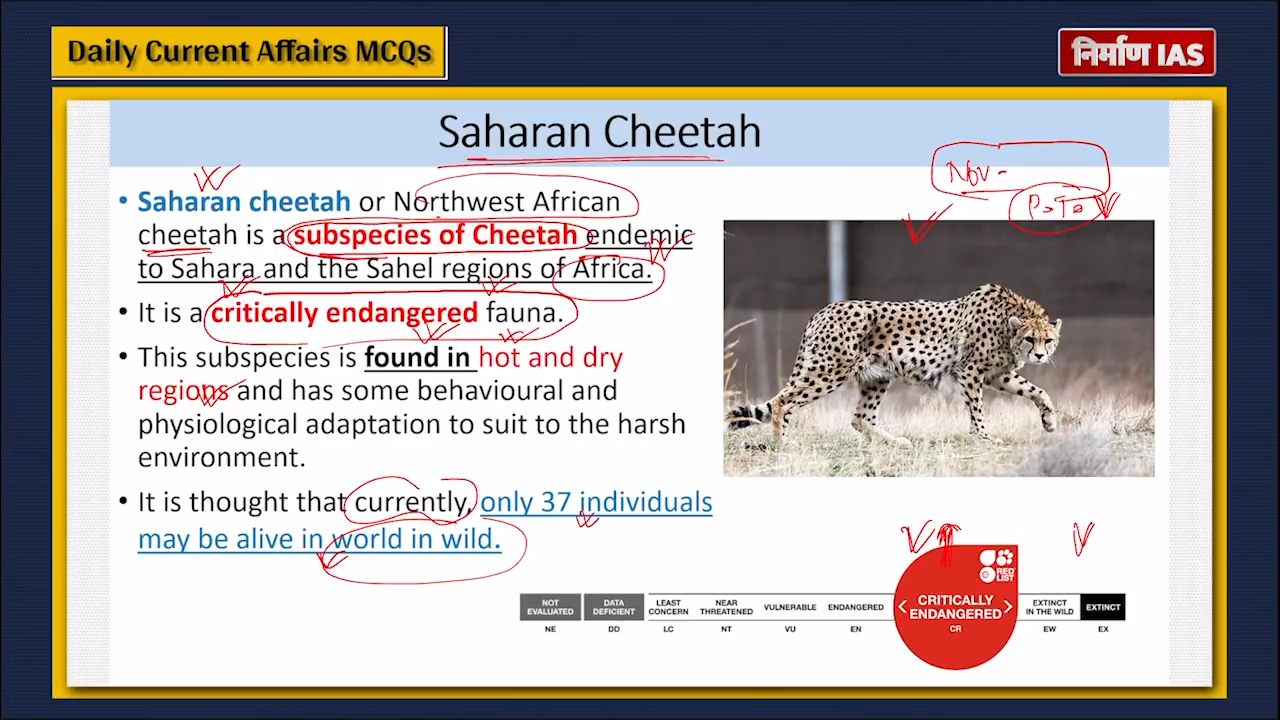 Daily Current Affairs MCQs
निर्माण IAS
Saharan Cheetah
Nov-
• Saharan cheetah or Northwest African
cheetah is a subspecies of Cheetah endemic
to Sahara and the Sahel regions of Africa.
• It is a critically endangered fauna.
• This subspecies is found in hot and dry
regions and has some behavioural and
physiological adaptation to suit to the harsh
environment.
• It is thought that currently, only 37 individuals
may be alive in world in wild.
RED
LIST
NOT
EVALUATED
DATA
DEFICIENT
LEAST
CONCERN
NEAR
THREATENED
VULNERABLE
ENDANGERED
CRITICALLY
ENDANGERED
EXTINCT
IN THE WILD
EXTINCT
NE
DD
LC
NT
VU
EN
CR
EW
EX